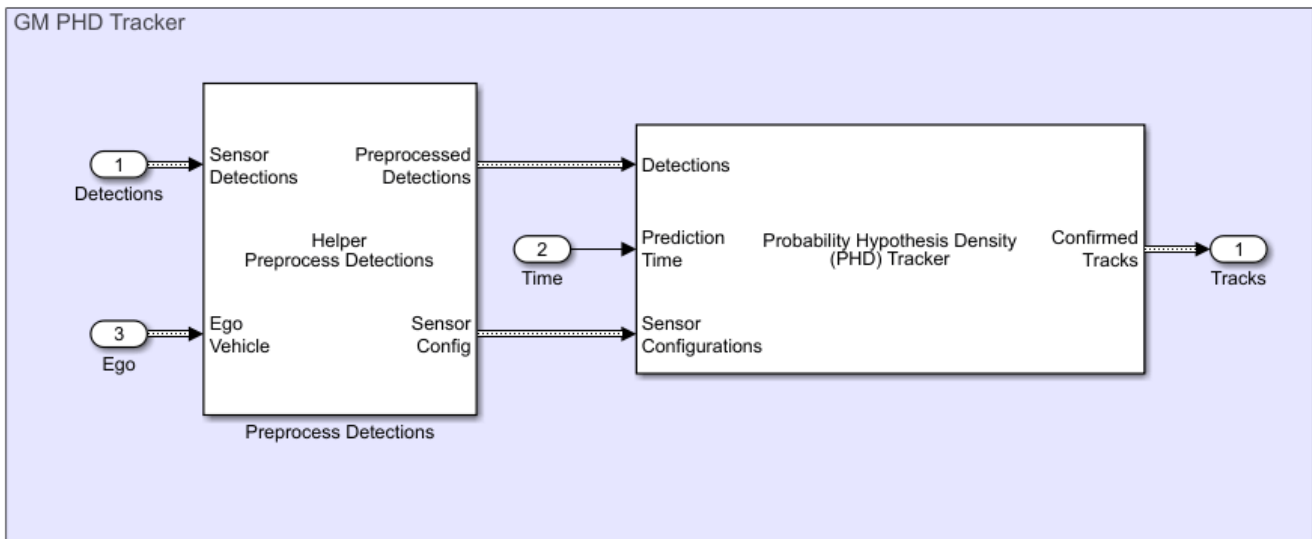 GM PHD Tracker
1
Detections
3
Ego
Sensor
Detections
Preprocessed
Detections
Helper
Preprocess Detections
Ego
Vehicle
Sensor
Config
Preprocess Detections
2
Time
Detections
Prediction
Time
Probability Hypothesis Density
(PHD) Tracker
Confirmed
Tracks
Sensor
Configurations
1
Tracks